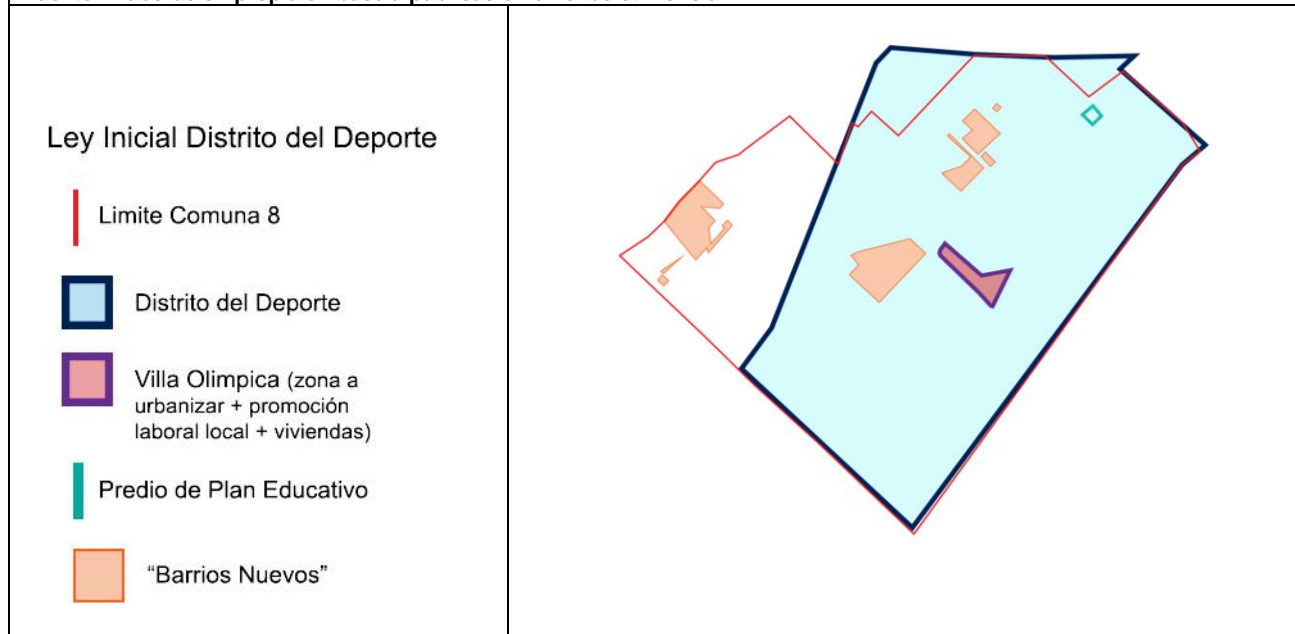 Ley Inicial Distrito del Deporte
Limite Comuna 8
Distrito del Deporte
Villa Olimpica (zona a
urbanizar + promoción
laboral local + viviendas)
Predio de Plan Educativo
“Barrios Nuevos”